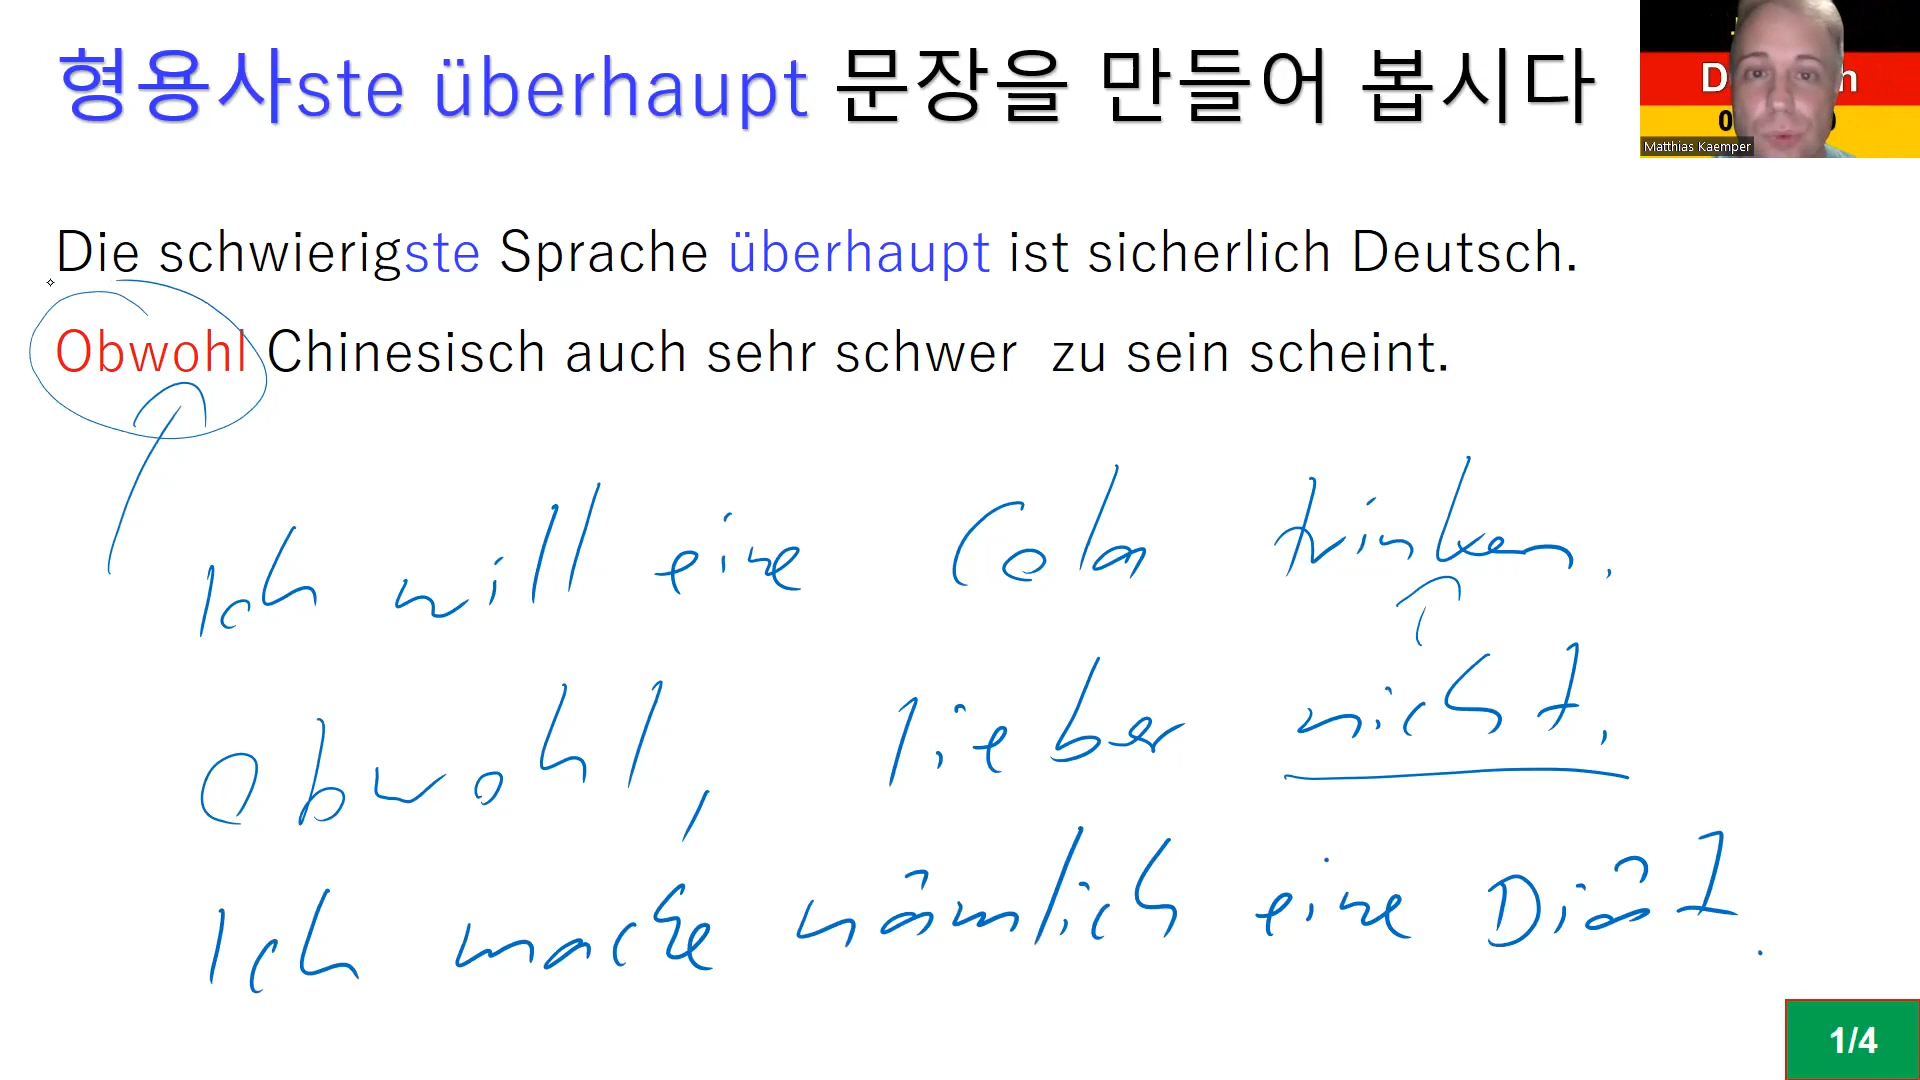 형용사ste überhaupt 문장을 만들어 봅시다
Matthias Kaemper
Die schwierigste Sprache überhaupt ist sicherlich Deutsch.
Obwohl Chinesisch auch sehr schwer zu sein scheint.
Ich will eine Cola trinken.
Obwohl, lieber nicht.
Ich mache nämlich eine Diät.
1/4